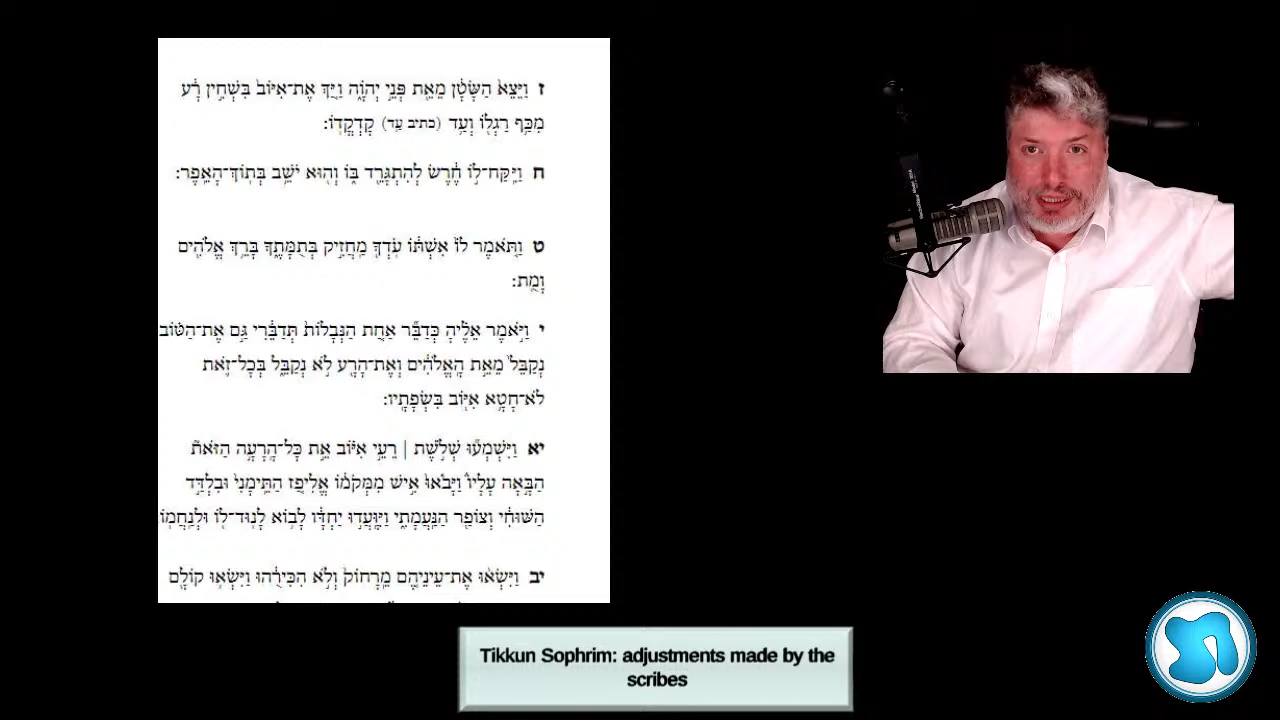 ז וַיֵּצֵא הַשָּׂטָן מֵאֵת פְּנֵי יְהוָֹה וַיַּךְ אֶת־אִיּוֹב בִּשְׁחִין רָע
מִכַּף רַגְלוֹ וְעַד (כתיב עַד) קָדְקֳדוֹ:
ח וַיִּקַּח־לוֹ חֶרֶשׂ לְהִתְגָּרֵד בּוֹ וְהוּא יֹשֵׁב בְּתוֹךְ־הָאֵפֶר:
ט וַתֹּאמֶר לוֹ אִשְׁתּוֹ עֹדְךָ מַחֲזִיק בְּתֻמָּתֶךָ בָּרֵךְ אֱלֹהִים
וָמֻת:
י וַיֹּאמֶר אֵלֶיהָ כְּדַבֵּר אַחַת הַנְּבָלוֹת תְּדַבֵּרִי גַּם אֶת־הַטּוֹב
נְקַבֵּל מֵאֵת הָאֱלֹהִים וְאֶת־הָרָע לֹא נְקַבֵּל בְּכָל־זֹאת
לֹא־חָטָא אִיּוֹב בִּשְׂפָתָיו:
יא וַיִּשְׁמְעוּ שְׁלֹשֶׁת | רֵעֵי אִיּוֹב אֵת כָּל־הָרָעָה הַזֹּאת
הַבָּאָה עָלָיו וַיָּבֹאוּ אִישׁ מִמְּקֹמוֹ אֱלִיפַז הַתֵּימָנִי וּבִלְדַּד
הַשּׁוּחִי וְצוֹפַר הַנַּעֲמָתִי וַיִּוָּעֲדוּ יַחְדָּו לָבוֹא לָנוּד־לוֹ וּלְנַחֲמוֹ
יב וַיִּשְׂאוּ אֶת־עֵינֵיהֶם מֵרָחוֹק וְלֹא הִכִּירֻהוּ וַיִּשְׂאוּ קוֹלָם
Tikkun Sophrim: adjustments made by the
scribes